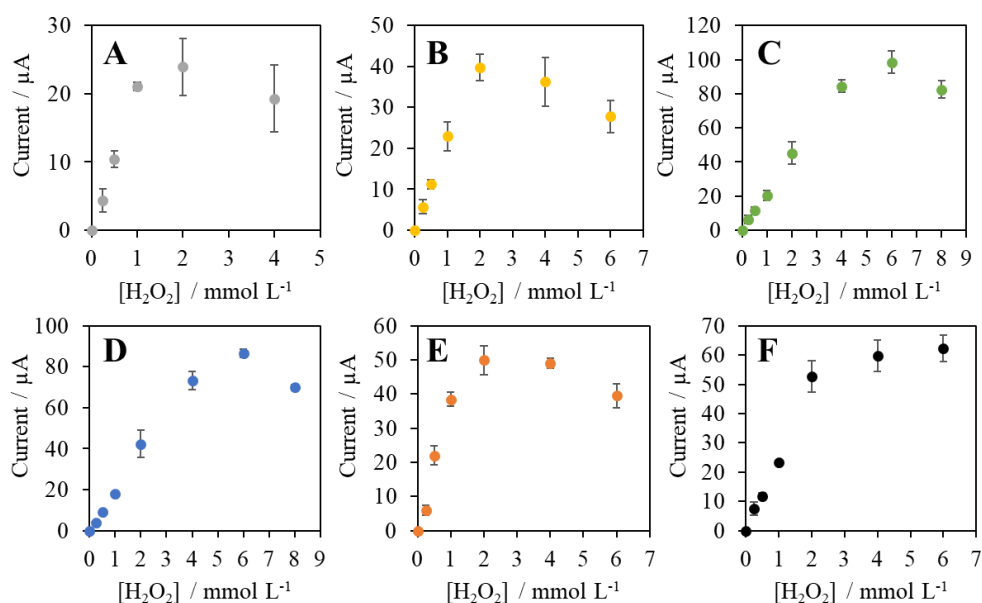 A
Current / µA
30
20
10
0
0 1 2 3 4 5
[H₂O₂] / mmol L⁻¹
B
Current / µA
50
40
30
20
10
0
0 1 2 3 4 5 6 7
[H₂O₂] / mmol L⁻¹
C
Current / µA
120
100
80
60
40
20
0
0 1 2 3 4 5 6 7 8 9
[H₂O₂] / mmol L⁻¹
D
Current / µA
100
80
60
40
20
0
0 1 2 3 4 5 6 7 8 9
[H₂O₂] / mmol L⁻¹
E
Current / µA
60
50
40
30
20
10
0
0 1 2 3 4 5 6 7
[H₂O₂] / mmol L⁻¹
F
Current / µA
70
60
50
40
30
20
10
0
0 1 2 3 4 5 6 7
[H₂O₂] / mmol L⁻¹